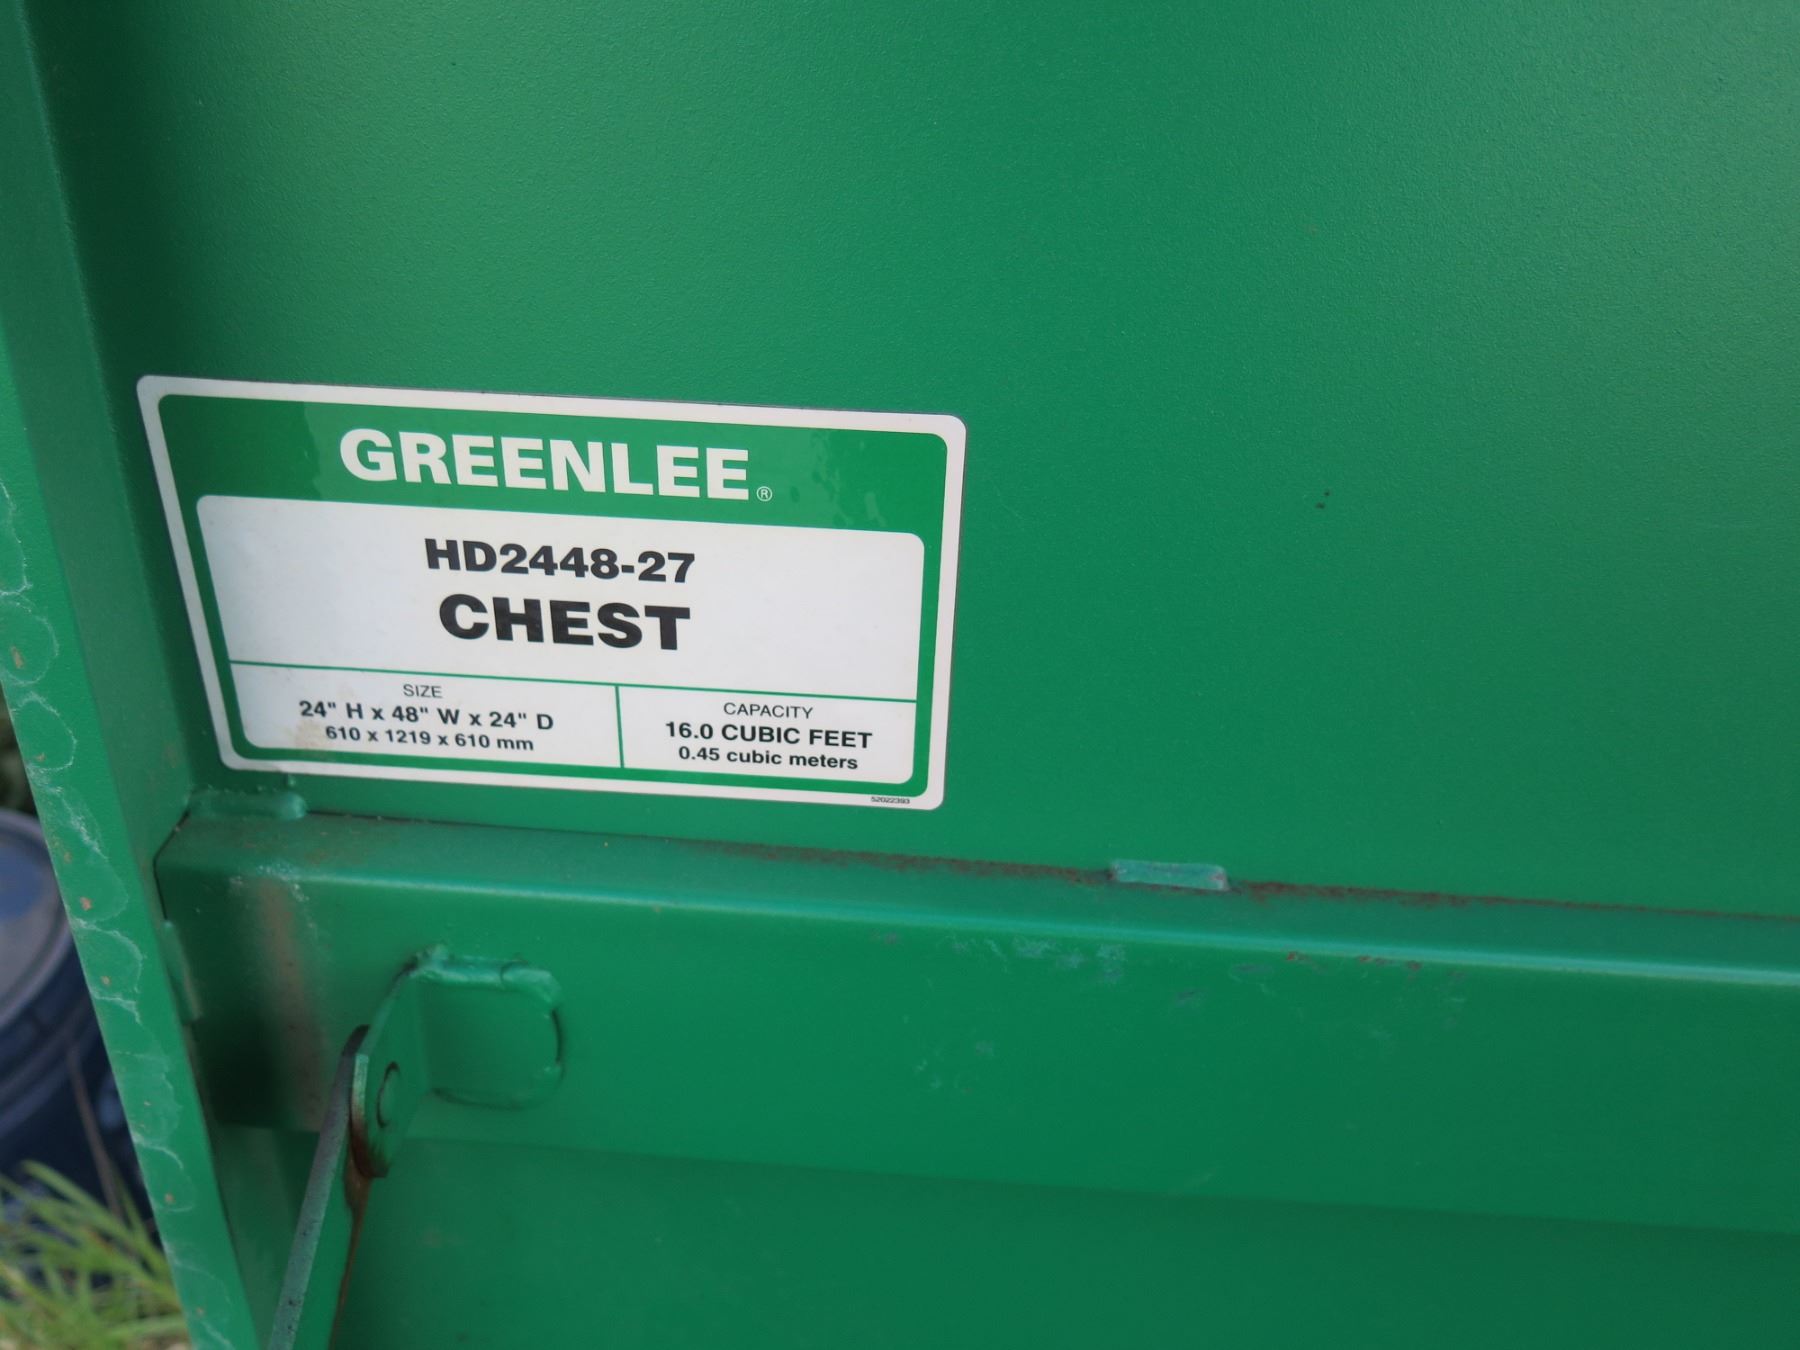 GREENLEE®
HD2448-27
CHEST
SIZE
24" H x 48" W x 24" D
610 x 1219 x 610 mm
CAPACITY
16.0 CUBIC FEET
0.45 cubic meters
52022393